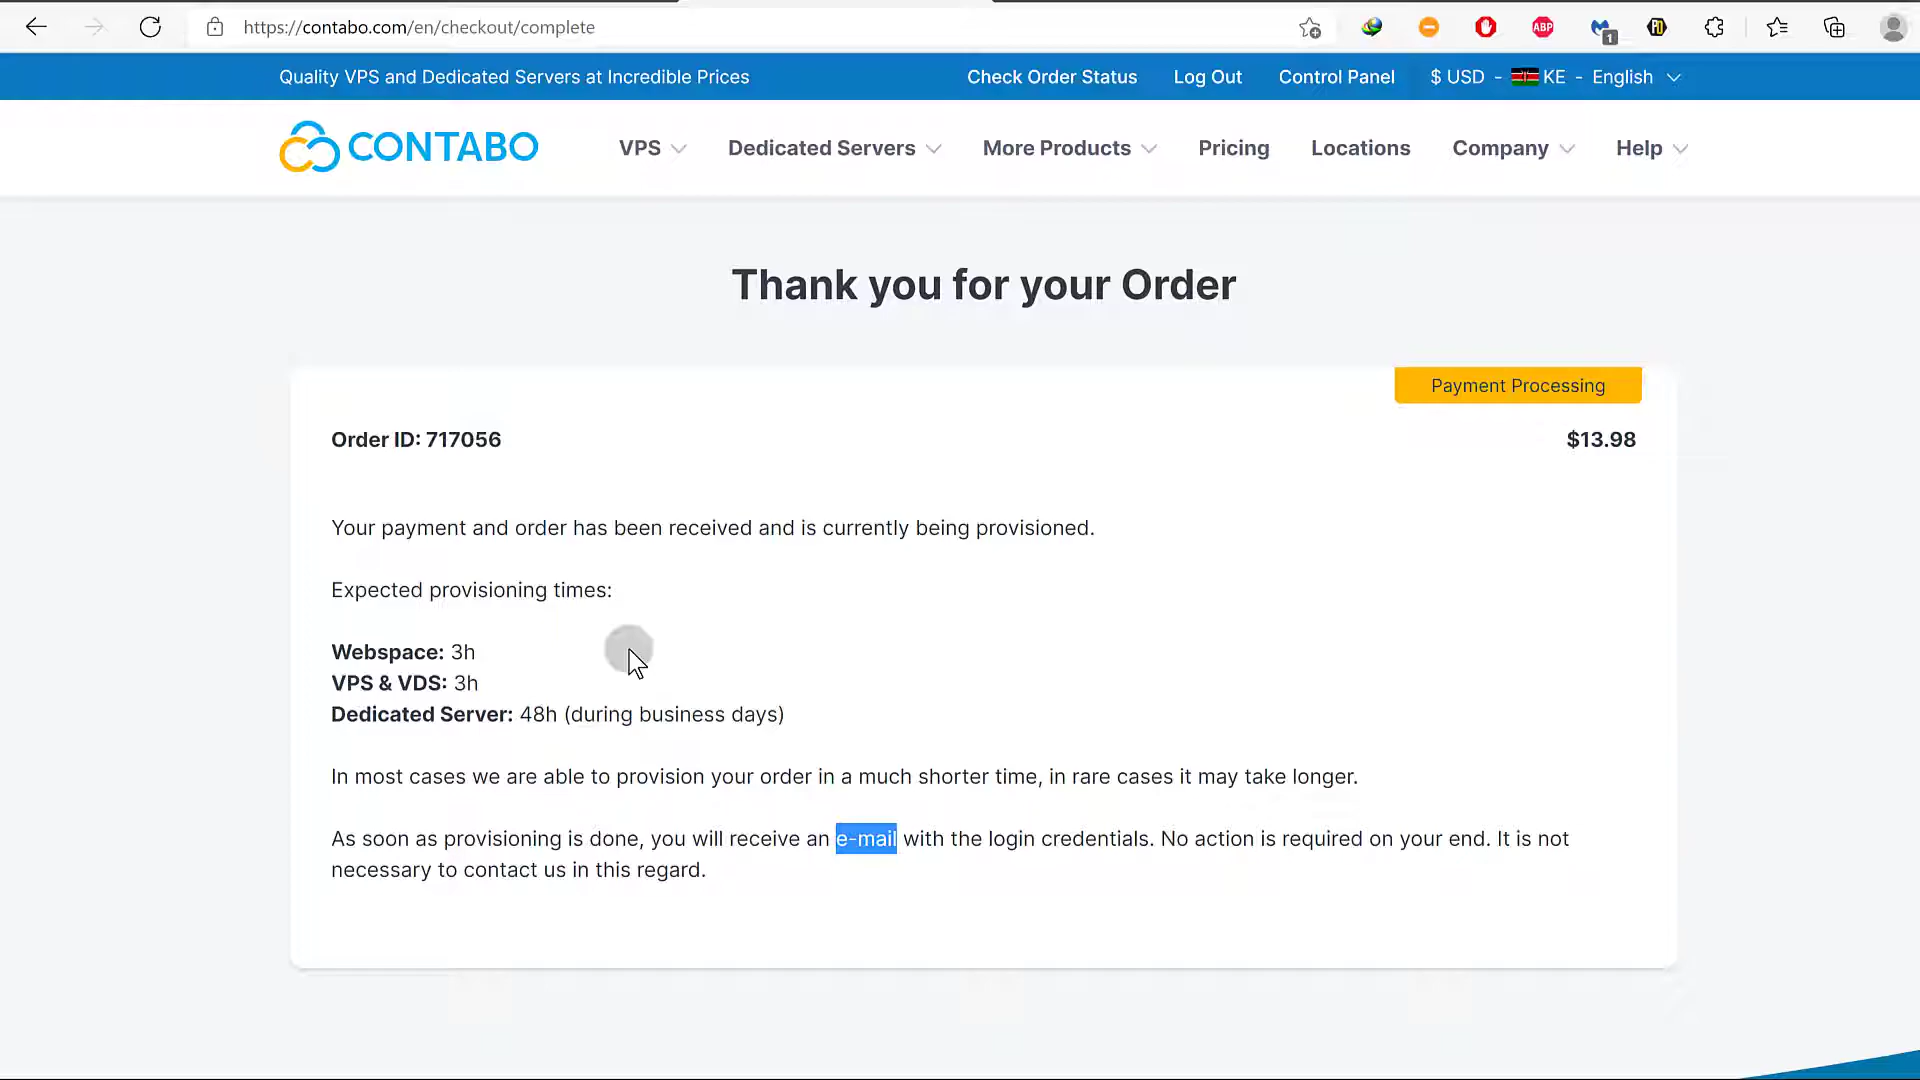 https://contabo.com/en/checkout/complete
ABP
1
Quality VPS and Dedicated Servers at Incredible Prices
Check Order Status
Log Out
Control Panel
$ USD - KE - English
CONTABO
VPS
Dedicated Servers
More Products
Pricing
Locations
Company
Help
Thank you for your Order
Payment Processing
Order ID: 717056
$13.98
Your payment and order has been received and is currently being provisioned.
Expected provisioning times:
Webspace: 3h
VPS & VDS: 3h
Dedicated Server: 48h (during business days)
In most cases we are able to provision your order in a much shorter time, in rare cases it may take longer.
As soon as provisioning is done, you will receive an e-mail with the login credentials. No action is required on your end. It is not
necessary to contact us in this regard.